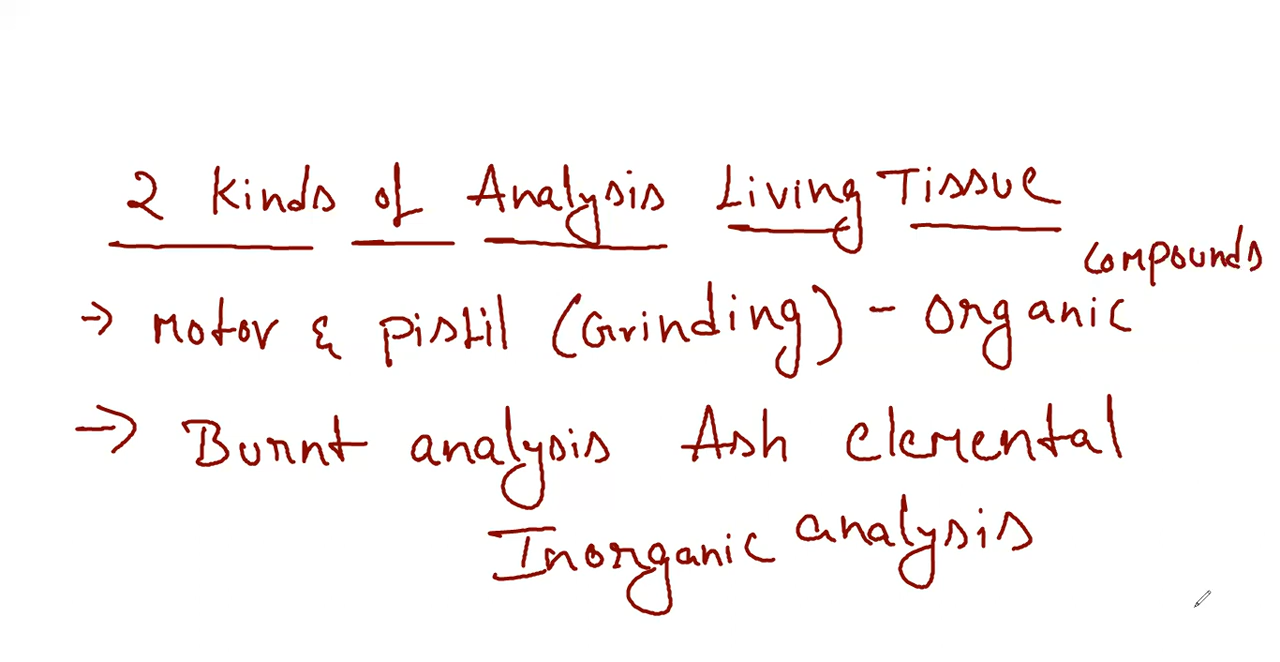 2 Kinds of Analysis Living Tissue
→ Motor & Pistil (Grinding) - Organic compounds
→ Burnt analysis Ash elemental
Inorganic analysis